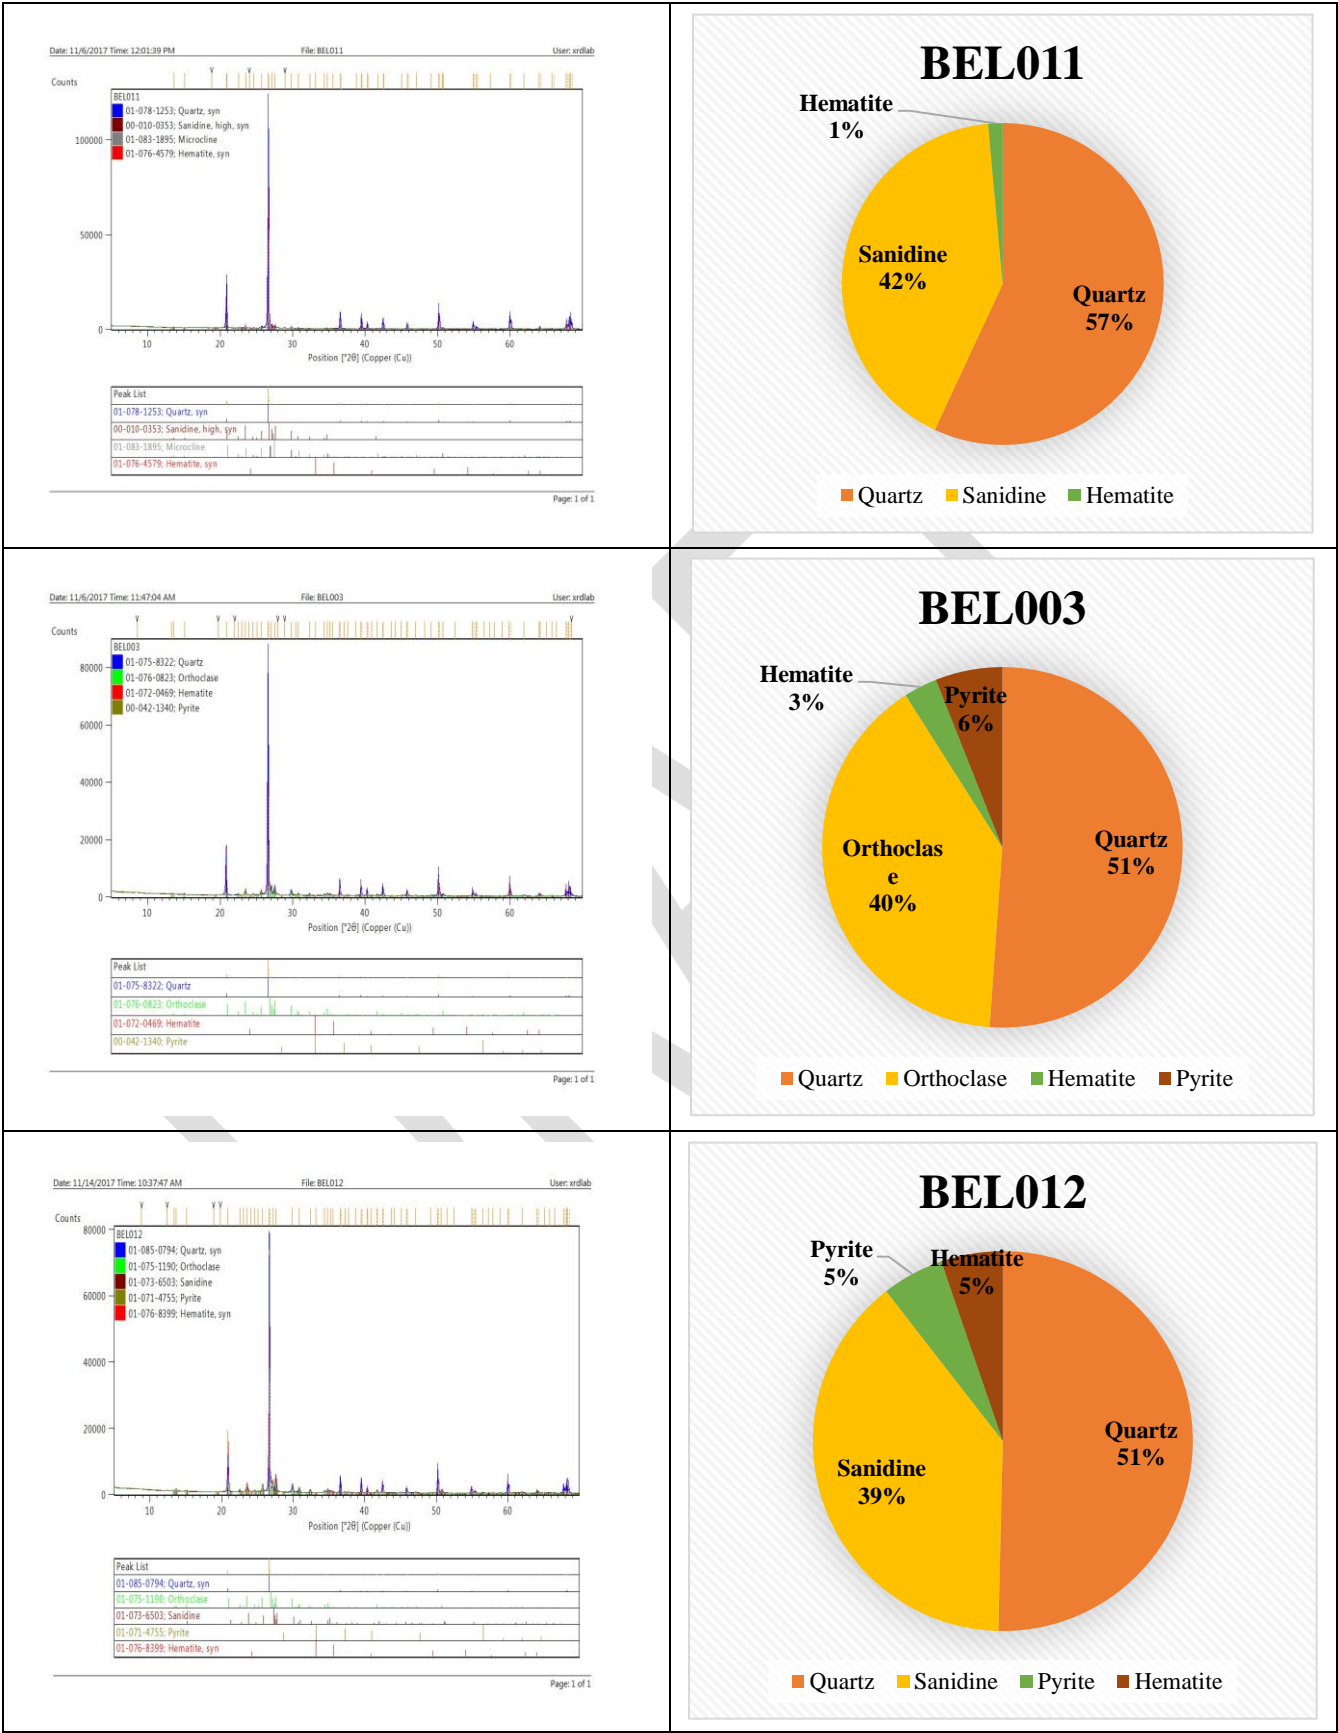 Date: 11/6/2017 Time: 12:01:39 PM File: BEL011 User: xrdlab
Counts
BEL011
01-078-1253; Quartz, syn
00-010-0353; Sanidine, high, syn
01-083-1895; Microcline
01-076-4579; Hematite, syn
100000
50000
0
10 20 30 40 50 60
Position [°2θ] (Copper (Cu))
Peak List
01-078-1253; Quartz, syn
00-010-0353; Sanidine, high, syn
01-083-1895; Microcline
01-076-4579; Hematite, syn
Page: 1 of 1
BEL011
Hematite
1%
Sanidine
42%
Quartz
57%
Quartz Sanidine Hematite
Date: 11/6/2017 Time: 11:47:04 AM File: BEL003 User: xrdlab
Counts
BEL003
01-075-8322; Quartz
01-076-0823; Orthoclase
01-072-0469; Hematite
00-042-1340; Pyrite
80000
60000
40000
20000
0
10 20 30 40 50 60
Position [°2θ] (Copper (Cu))
Peak List
01-075-8322; Quartz
01-076-0823; Orthoclase
01-072-0469; Hematite
00-042-1340; Pyrite
Page: 1 of 1
BEL003
Hematite
3%
Pyrite
6%
Orthoclas
e
40%
Quartz
51%
Quartz Orthoclase Hematite Pyrite
Date: 11/14/2017 Time: 10:37:47 AM File: BEL012 User: xrdlab
Counts
BEL012
01-085-0794; Quartz, syn
01-075-1190; Orthoclase
01-073-6503; Sanidine
01-071-4755; Pyrite
01-076-8399; Hematite, syn
80000
60000
40000
20000
0
10 20 30 40 50 60
Position [°2θ] (Copper (Cu))
Peak List
01-085-0794; Quartz, syn
01-075-1190; Orthoclase
01-073-6503; Sanidine
01-071-4755; Pyrite
01-076-8399; Hematite, syn
Page: 1 of 1
BEL012
Pyrite
5%
Hematite
5%
Sanidine
39%
Quartz
51%
Quartz Sanidine Pyrite Hematite